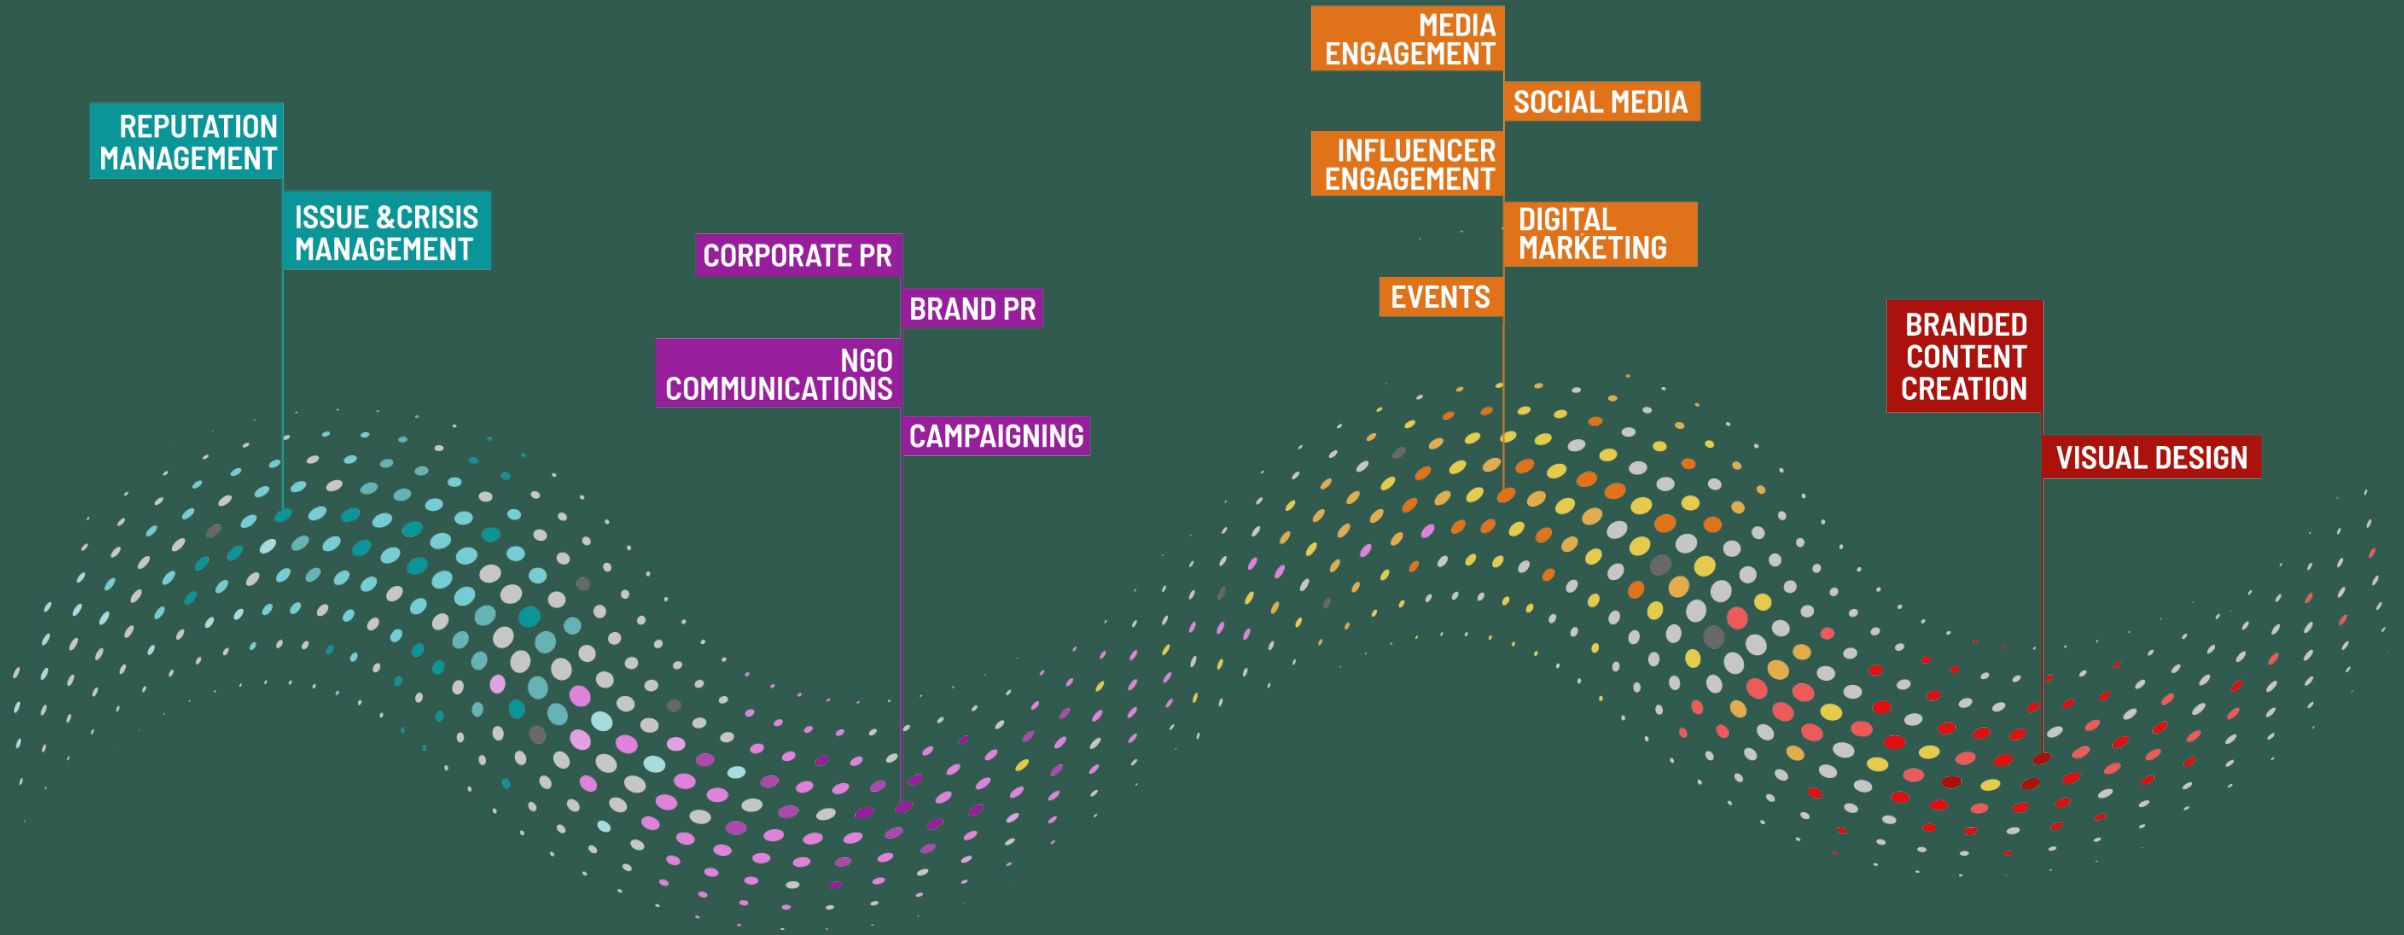 REPUTATION
MANAGEMENT
ISSUE &CRISIS
MANAGEMENT
CORPORATE PR
BRAND PR
NGO
COMMUNICATIONS
CAMPAIGNING
MEDIA
ENGAGEMENT
SOCIAL MEDIA
INFLUENCER
ENGAGEMENT
DIGITAL
MARKETING
EVENTS
BRANDED
CONTENT
CREATION
VISUAL DESIGN